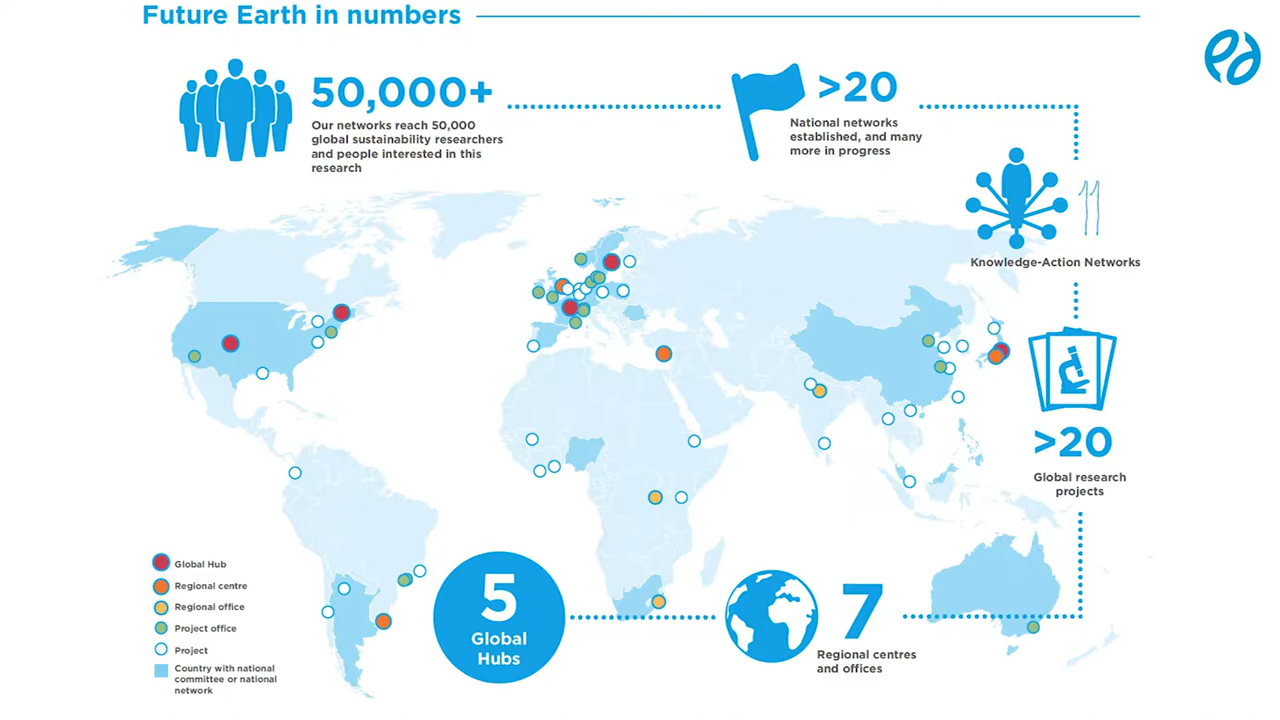 Future Earth in numbers
50,000+
Our networks reach 50,000
global sustainability researchers
and people interested in this
research
>20
National networks
established, and many
more in progress
11
Knowledge-Action Networks
>20
Global research
projects
Global Hub
Regional centre
Regional office
Project office
Project
Country with national
committee or national
network
5
Global
Hubs
7
Regional centres
and offices